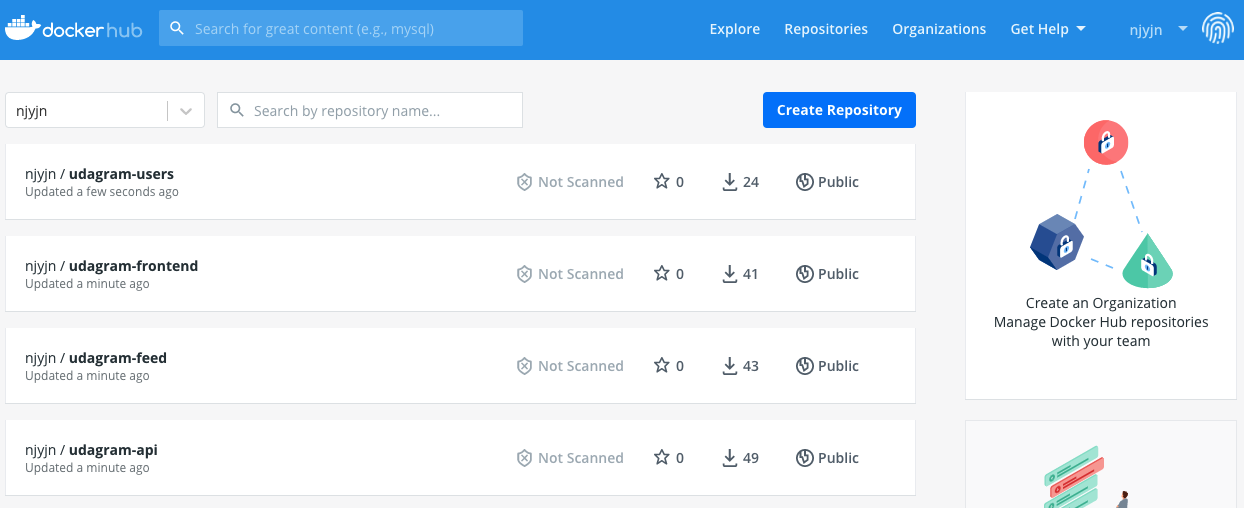 docker hub
Search for great content (e.g., mysql)
Explore
Repositories
Organizations
Get Help
njyjn
njyjn
Search by repository name...
Create Repository
njyjn / udagram-users
Updated a few seconds ago
Not Scanned
0
24
Public
njyjn / udagram-frontend
Updated a minute ago
Not Scanned
0
41
Public
njyjn / udagram-feed
Updated a minute ago
Not Scanned
0
43
Public
njyjn / udagram-api
Updated a minute ago
Not Scanned
0
49
Public
Create an Organization
Manage Docker Hub repositories
with your team